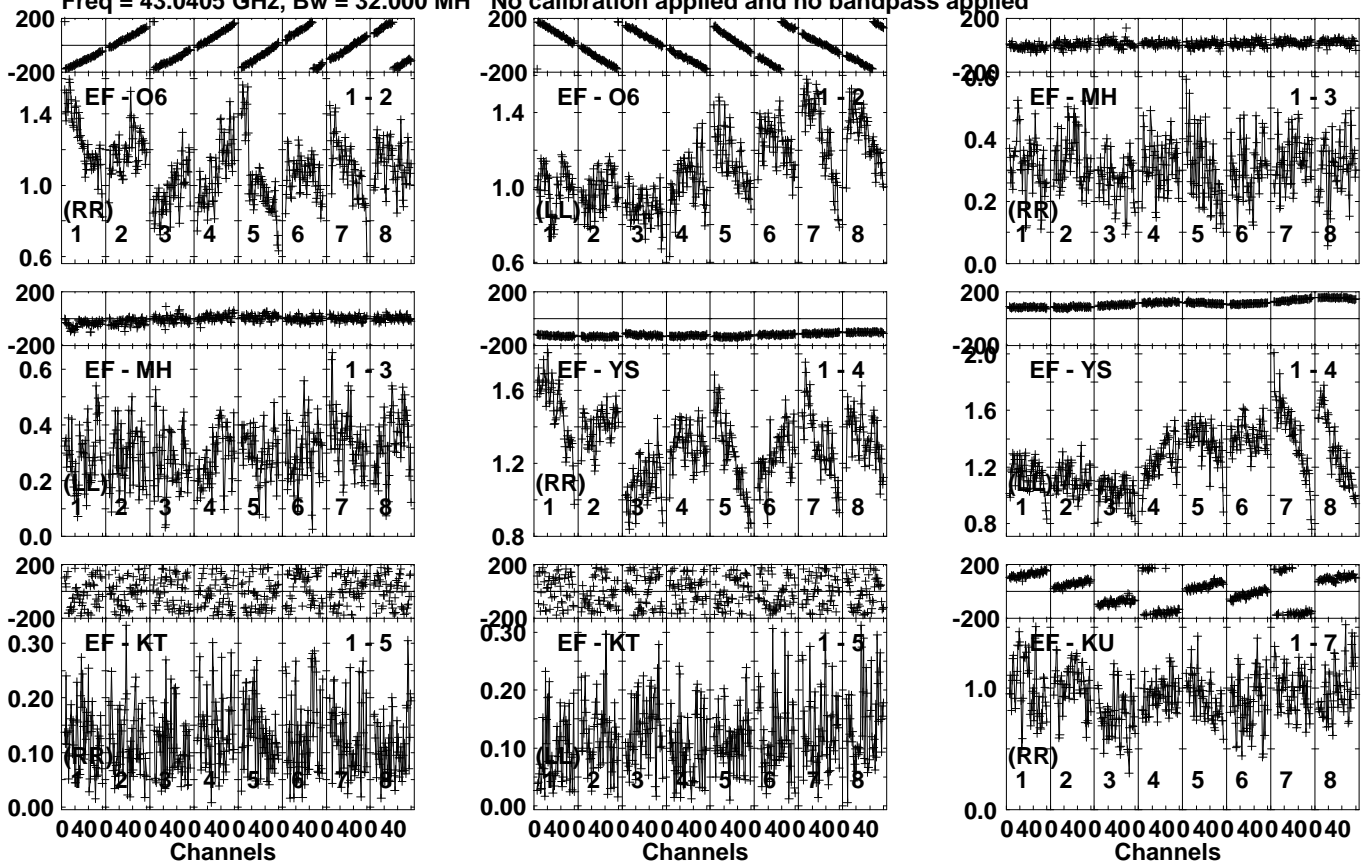 Freq = 43.0405 GHz, Bw = 32.000 MH No calibration applied and no bandpass applied
200
-200
EF - O6 1 - 2
1.4
1.0
0.6
(RR)
1 2 3 4 5 6 7 8
200
-200
EF - O6 1 - 2
1.4
1.0
0.6
(LL)
1 2 3 4 5 6 7 8
200
-200
0.6
EF - MH 1 - 3
0.4
0.2
0.0
(RR)
1 2 3 4 5 6 7 8
200
-200
EF - MH 1 - 3
0.6
0.4
0.2
0.0
(LL)
1 2 3 4 5 6 7 8
200
-200
EF - YS 1 - 4
1.6
1.2
0.8
(RR)
1 2 3 4 5 6 7 8
200
-200
2.0
EF - YS 1 - 4
1.6
1.2
0.8
(LL)
1 2 3 4 5 6 7 8
200
-200
EF - KT 1 - 5
0.30
0.20
0.10
0.00
(RR)
1 2 3 4 5 6 7 8
200
-200
0.30
EF - KT 1 - 5
0.20
0.10
0.00
(LL)
1 2 3 4 5 6 7 8
200
-200
EF - KU 1 - 7
1.0
0.0
(RR)
1 2 3 4 5 6 7 8
0 40 0 40 0 40 0 40 0 40 0 40 0 40 0 40
Channels
0 40 0 40 0 40 0 40 0 40 0 40 0 40 0 40
Channels
0 40 0 40 0 40 0 40 0 40 0 40 0 40 0 40
Channels